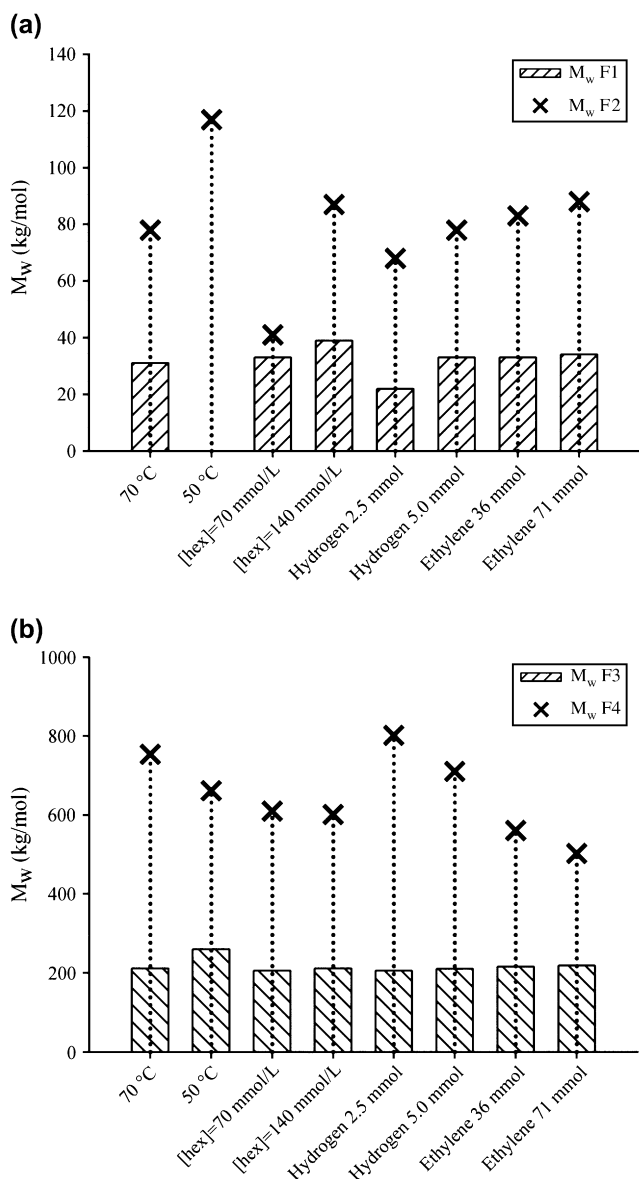 (a)
140
120
100
80
60
40
20
0
M_w (kg/mol)
M_w F1
M_w F2
70 °C
50 °C
[hex]=70 mmol/L
[hex]=140 mmol/L
Hydrogen 2.5 mmol
Hydrogen 5.0 mmol
Ethylene 36 mmol
Ethylene 71 mmol
(b)
1000
800
600
400
200
0
M_w (kg/mol)
M_w F3
M_w F4
70 °C
50 °C
[hex]=70 mmol/L
[hex]=140 mmol/L
Hydrogen 2.5 mmol
Hydrogen 5.0 mmol
Ethylene 36 mmol
Ethylene 71 mmol